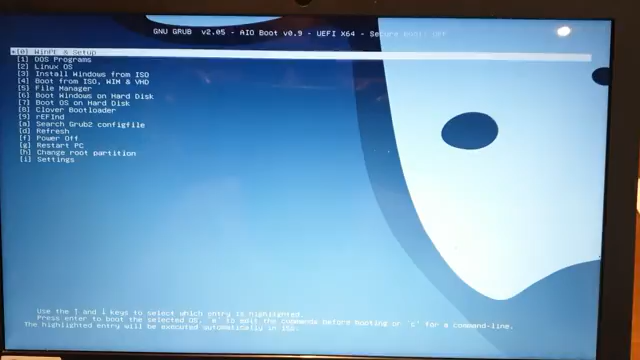 GNU GRUB v2.05 - AIO Boot v0.9 - UEFI X64 - Secure boot OFF
*[0] WinPE & Setup
[1] DOS Programs
[2] Linux OS
[3] Install Windows from ISO
[4] Boot from ISO, WIM & VHD
[5] File Manager
[6] Boot Windows on Hard Disk
[7] Boot OS on Hard Disk
[8] Clover Bootloader
[9] rEFInd
[a] Search Grub2 configfile
[d] Refresh
[f] Power Off
[g] Restart PC
[h] Change root partition
[i] Settings
Use the ↑ and ↓ keys to select which entry is highlighted.
Press enter to boot the selected OS, `e' to edit the commands before booting or `c' for a command-line.
The highlighted entry will be executed automatically in